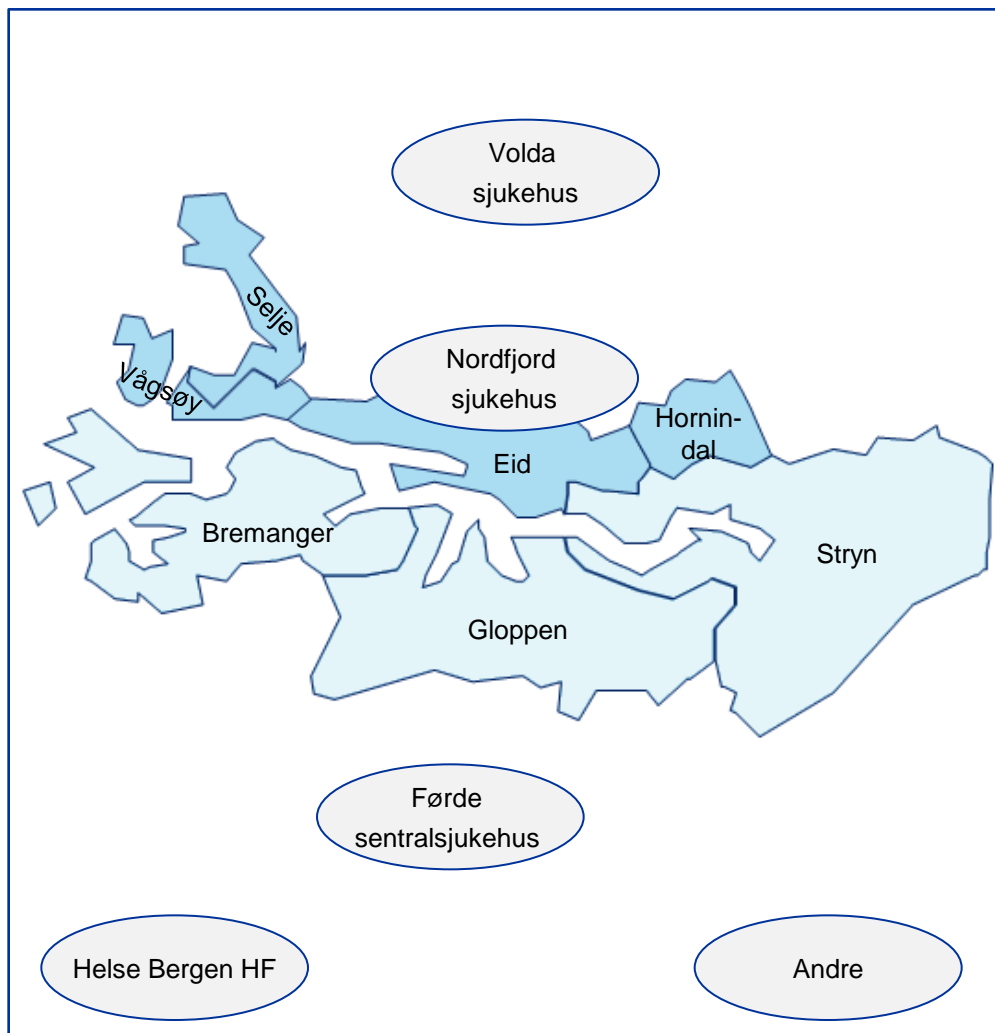 Volda
sjukehus
Selje
Nordfjord
sjukehus
Vågsøy
Hornin-
dal
Eid
Bremanger
Stryn
Gloppen
Førde
sentralsjukehus
Helse Bergen HF
Andre